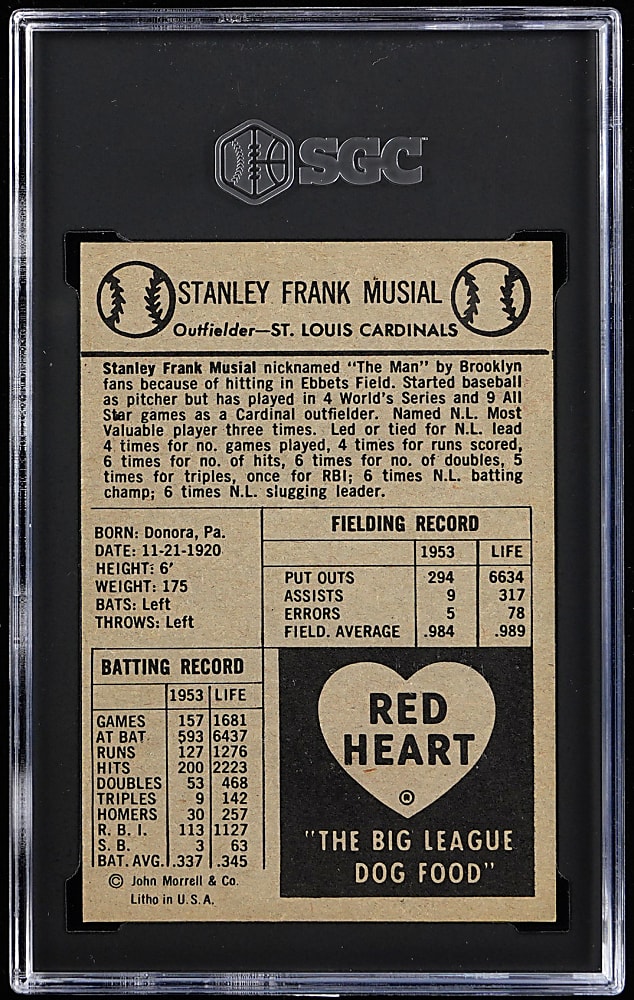 SGC
STANLEY FRANK MUSIAL
Outfielder—ST. LOUIS CARDINALS
Stanley Frank Musial nicknamed "The Man" by Brooklyn
fans because of hitting in Ebbets Field. Started baseball
as pitcher but has played in 4 World's Series and 9 All
Star games as a Cardinal outfielder. Named N.L. Most
Valuable player three times. Led or tied for N.L. lead
4 times for no. games played, 4 times for runs scored,
6 times for no. of hits, 6 times for no. of doubles, 5
times for triples, once for RBI; 6 times N.L. batting
champ; 6 times N.L. slugging leader.
BORN: Donora, Pa.
DATE: 11-21-1920
HEIGHT: 6'
WEIGHT: 175
BATS: Left
THROWS: Left
FIELDING RECORD
1953 LIFE
PUT OUTS 294 6634
ASSISTS 9 317
ERRORS 5 78
FIELD. AVERAGE .984 .989
BATTING RECORD
1953 LIFE
GAMES 157 1681
AT BAT 593 6437
RUNS 127 1276
HITS 200 2223
DOUBLES 53 468
TRIPLES 9 142
HOMERS 30 257
R. B. I. 113 1127
S. B. 3 63
BAT. AVG. .337 .345
© John Morrell & Co.
Litho in U.S.A.
RED
HEART
®
"THE BIG LEAGUE
DOG FOOD"